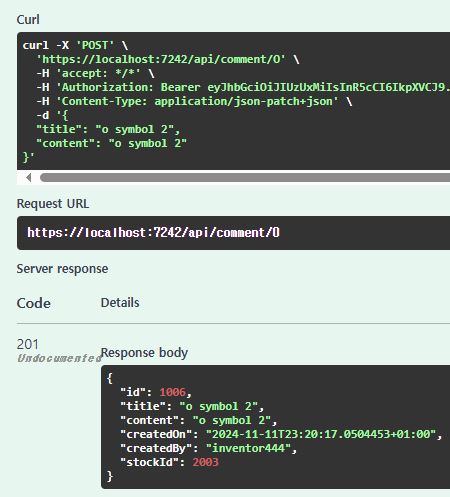 Curl
curl -X 'POST' \
'https://localhost:7242/api/comment/O' \
-H 'accept: */*' \
-H 'Authorization: Bearer eyJhbGciOiJIUzUxMiIsInR5cCI6IkpXVCJ9.
-H 'Content-Type: application/json-patch+json' \
-d '{
"title": "o symbol 2",
"content": "o symbol 2"
}'
Request URL
https://localhost:7242/api/comment/O
Server response
Code Details
201
Undocumented
Response body
{
"id": 1006,
"title": "o symbol 2",
"content": "o symbol 2",
"createdOn": "2024-11-11T23:20:17.0504453+01:00",
"createdBy": "inventor444",
"stockId": 2003
}